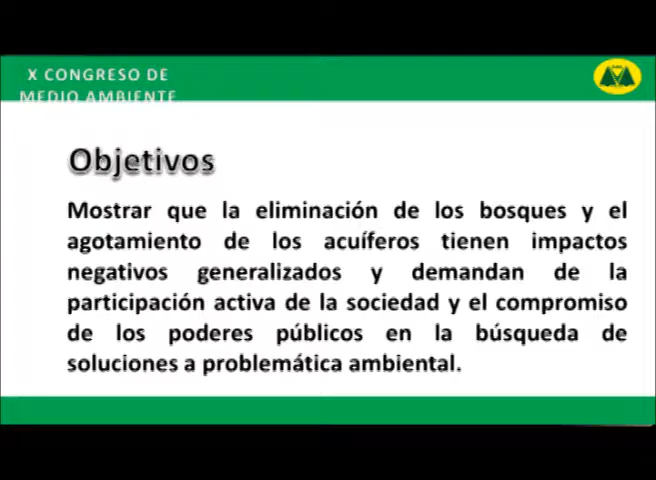 X CONGRESO DE
MEDIO AMBIENTE
Objetivos
Mostrar que la eliminación de los bosques y el
agotamiento de los acuíferos tienen impactos
negativos generalizados y demandan de la
participación activa de la sociedad y el compromiso
de los poderes públicos en la búsqueda de
soluciones a problemática ambiental.